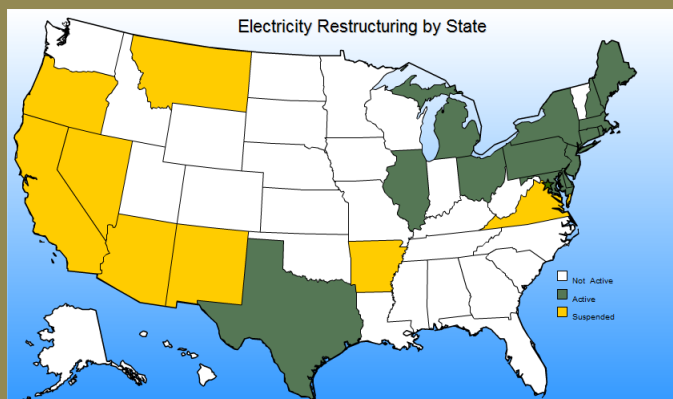 Electricity Restructuring by State
Not Active
Active
Suspended